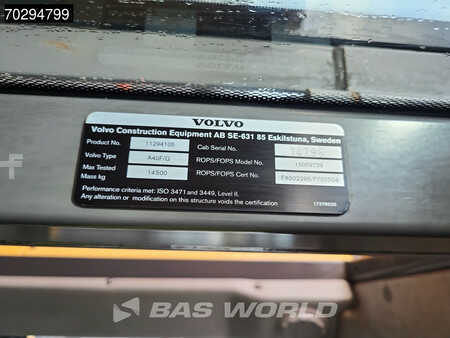 70294799
VOLVO
Volvo Construction Equipment AB SE-631 85 Eskilstuna, Sweden
Product No. 11294105 Cab Serial No.
Volvo Type A40F/G ROPS/FOPS Model No.
Max Tested Mass kg 14500 ROPS/FOPS Cert No.
Performance criteria met: ISO 3471 and 3449, Level II.
Any alteration or modification on this structure voids the certification
BAS WORLD